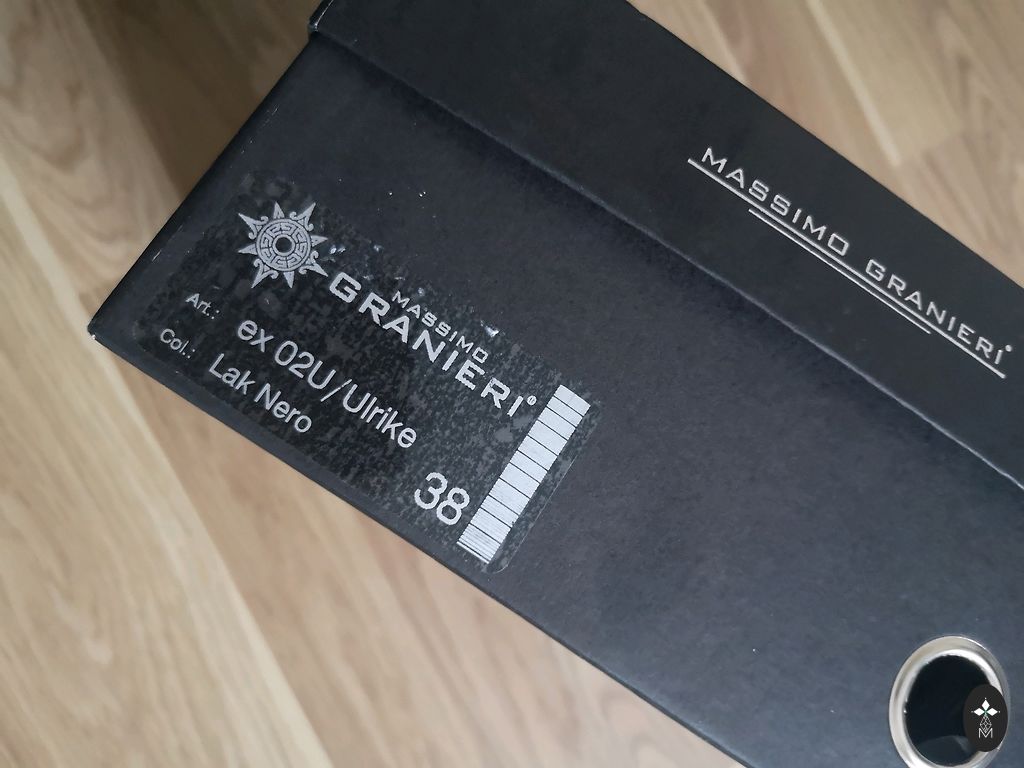 MASSIMO GRANIERI
MASSIMO
GRANIERI
Art.: ex 02U/Ulrike
Col.: Lak Nero
38
M